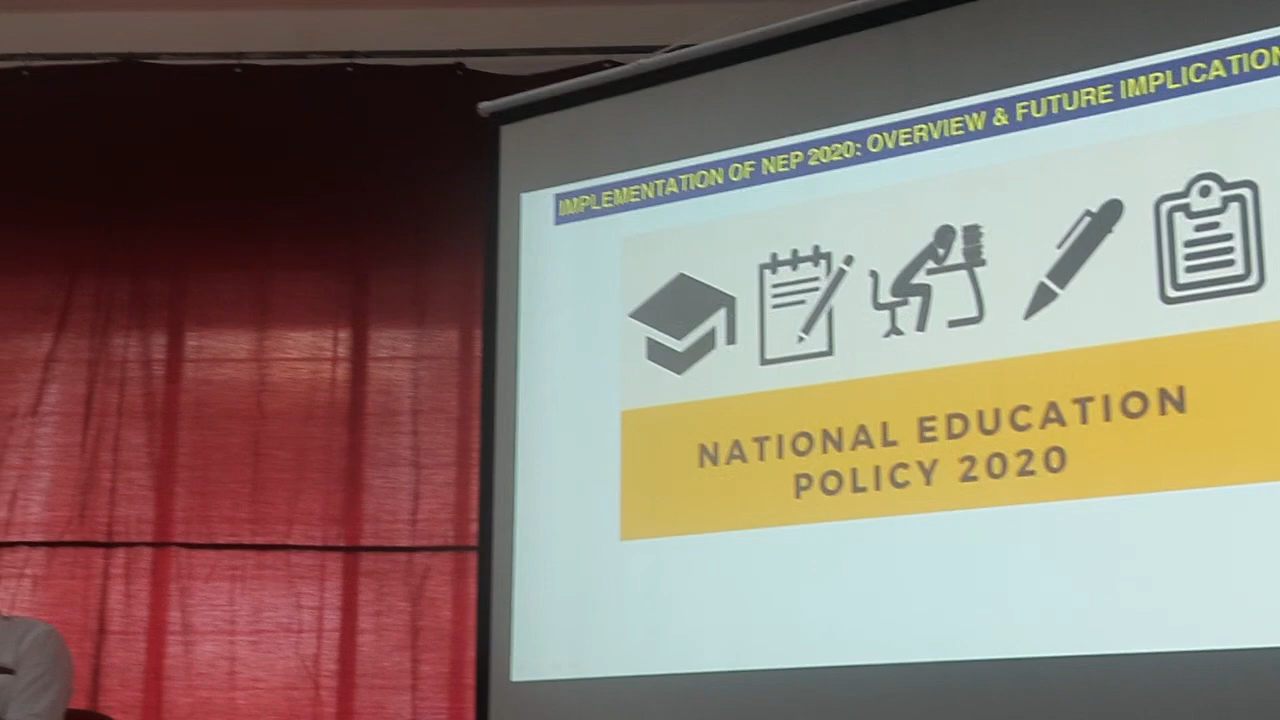 IMPLEMENTATION OF NEP 2020: OVERVIEW & FUTURE IMPLICATION
NATIONAL EDUCATION
POLICY 2020